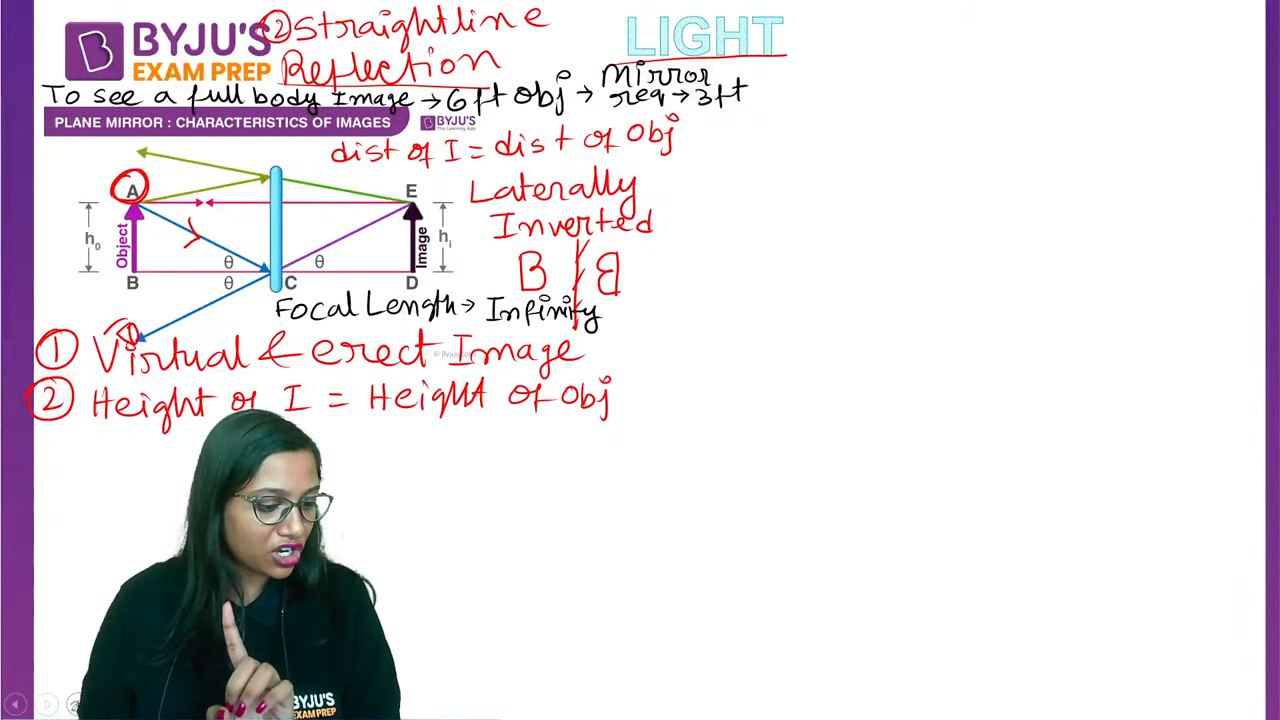 ② Straightline
LIGHT
BYJU'S
EXAM PREP
Reflection
To see a full body Image → 6 ft Obj → Mirror
req → 3 ft
PLANE MIRROR : CHARACTERISTICS OF IMAGES
BYJU'S
The Learning App
dist of I = dist of Obj
Laterally
Inverted
B B
A
E
Object
Image
h₀
hᵢ
θ
θ
θ
B
C
D
Focal Length → Infinity
① Virtual & erect Image
© Byjus.com
② Height of I = Height of Obj
BYJU'S
EXAM PREP